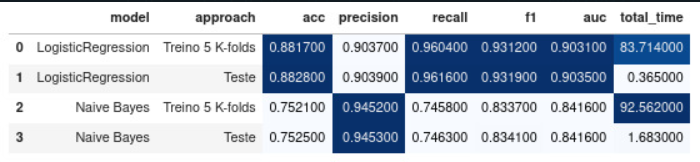 model approach acc precision recall f1 auc total_time
0 LogisticRegression Treino 5 K-folds 0.881700 0.903700 0.960400 0.931200 0.903100 83.714000
1 LogisticRegression Teste 0.882800 0.903900 0.961600 0.931900 0.903500 0.365000
2 Naive Bayes Treino 5 K-folds 0.752100 0.945200 0.745800 0.833700 0.841600 92.562000
3 Naive Bayes Teste 0.752500 0.945300 0.746300 0.834100 0.841600 1.683000